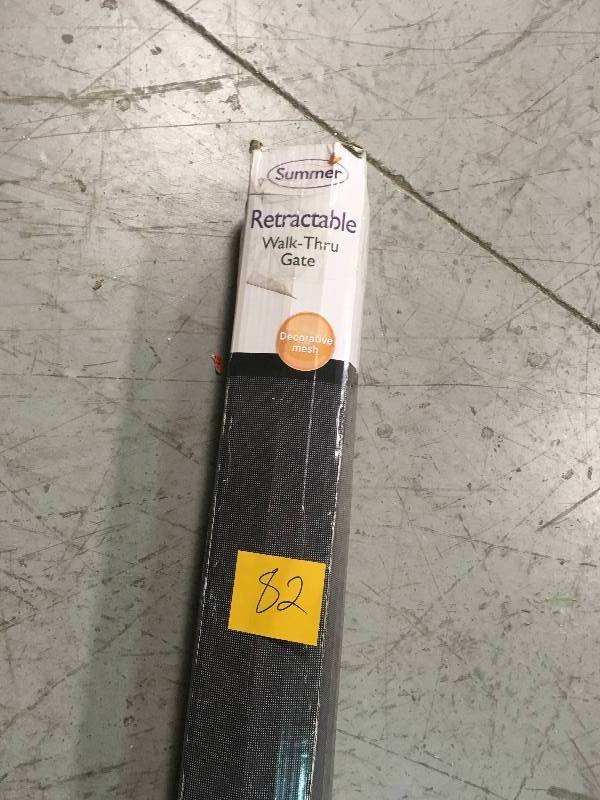 Summer
Retractable
Walk-Thru
Gate
Decorative
mesh
82